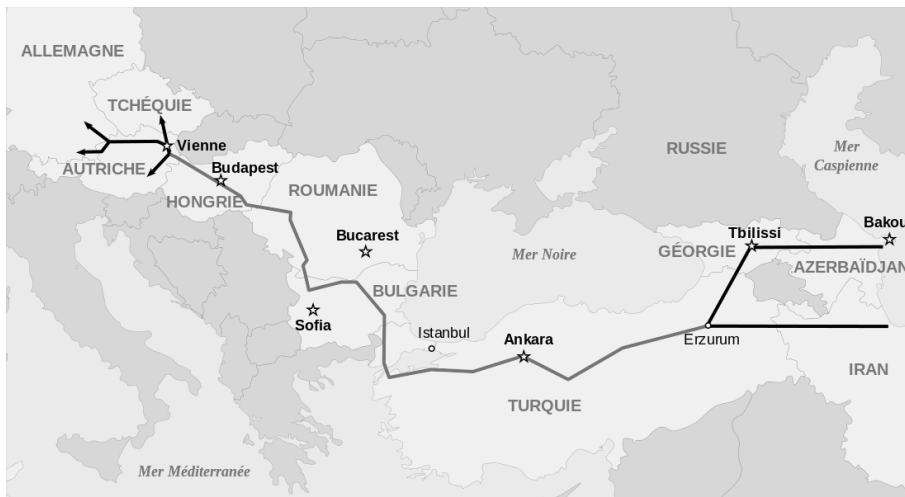 ALLEMAGNE
TCHÉQUIE
Vienne
AUTRICHE
Budapest
HONGRIE
ROUMANIE
Bucarest
BULGARIE
Sofia
Istanbul
Ankara
TURQUIE
Mer Noire
RUSSIE
Mer
Caspienne
Tbilissi
GÉORGIE
Bakou
AZERBAÏDJAN
Erzurum
IRAN
Mer Méditerranée